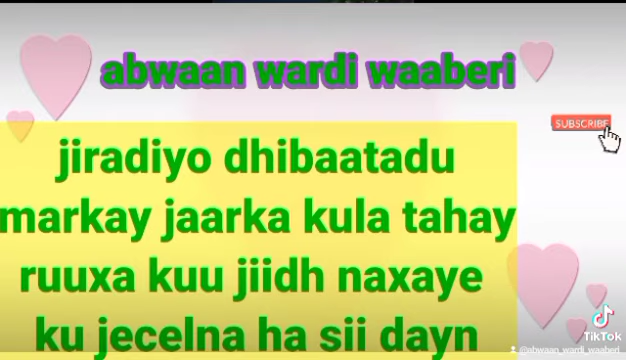 abwaan wardi waaberi
SUBSCRIBE
jiradiyo dhibaatadu
markay jaarka kula tahay
ruuxa kuu jiidh naxaye
ku jecelna ha sii dayn
TikTok
@abwaan_wardi_waaberi